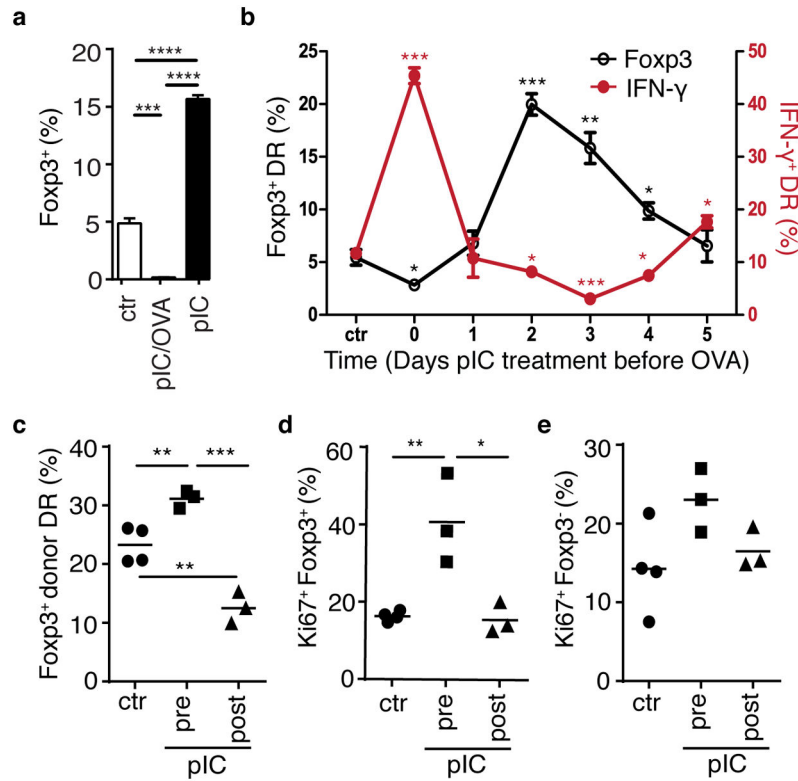 a
Foxp3⁺ (%)
20
15
10
5
0
****
****
***
ctr
pIC/OVA
pIC
b
Foxp3⁺ DR (%)
25
20
15
10
5
0
Foxp3
IFN-γ
***
*
***
*
**
***
*
*
*
50
40
30
20
10
0
IFN-γ⁺ DR (%)
ctr 0 1 2 3 4 5
Time (Days pIC treatment before OVA)
c
Foxp3⁺ donor DR (%)
40
30
20
10
0
** ***
**
ctr pre post
pIC
d
Ki67⁺ Foxp3⁺ (%)
60
40
20
0
** *
ctr pre post
pIC
e
Ki67⁺ Foxp3⁻ (%)
30
20
10
0
ctr pre post
pIC